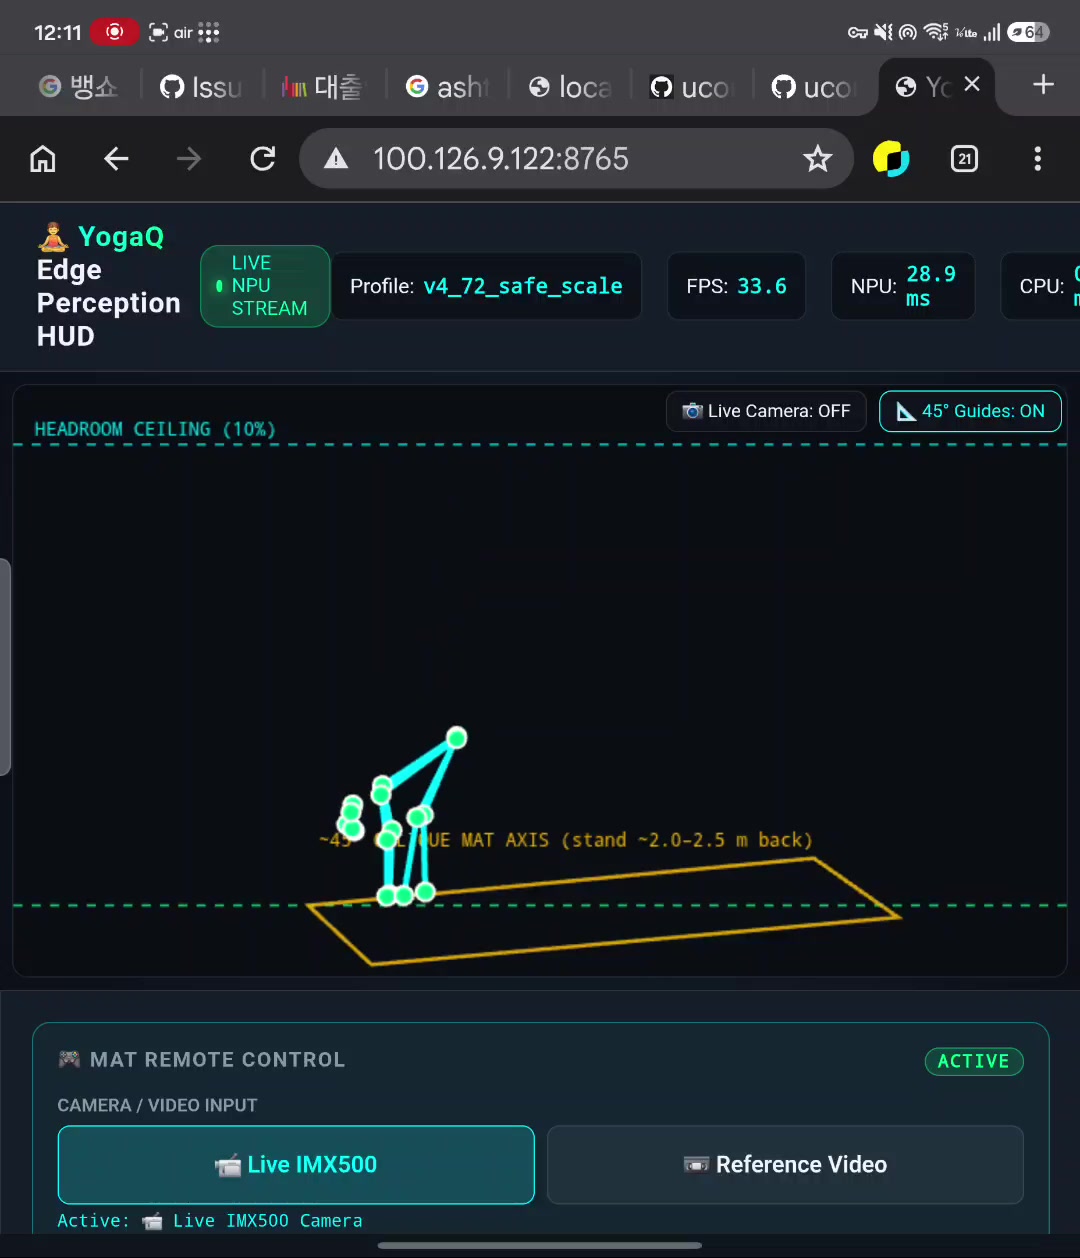 12:11 air 64
뱅쇼 Issu 대출 ash loca uco uco Yo
100.126.9.122:8765 21
YogaQ
Edge
Perception
HUD
LIVE
NPU
STREAM
Profile: v4_72_safe_scale
FPS: 33.6
NPU: 28.9
ms
CPU:
Live Camera: OFF
45° Guides: ON
HEADROOM CEILING (10%)
MAT AXIS (stand ~2.0–2.5 m back)
MAT REMOTE CONTROL
ACTIVE
CAMERA / VIDEO INPUT
Live IMX500
Reference Video
Active: Live IMX500 Camera